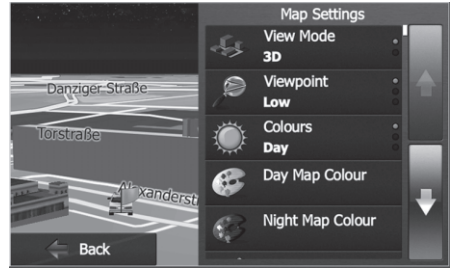 Map Settings
View Mode
3D
Viewpoint
Low
Colours
Day
Day Map Colour
Night Map Colour
Danziger Straße
Torstraße
Alexanderst
Back